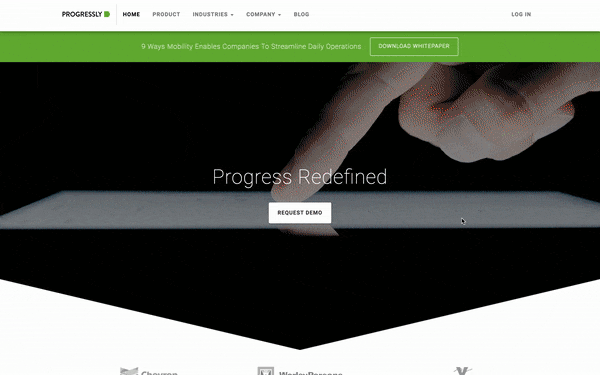 PROGRESSLY
HOME PRODUCT INDUSTRIES COMPANY BLOG LOG IN
9 Ways Mobility Enables Companies To Streamline Daily Operations DOWNLOAD WHITEPAPER
Progress Redefined
REQUEST DEMO
Chevron WorleyParsons